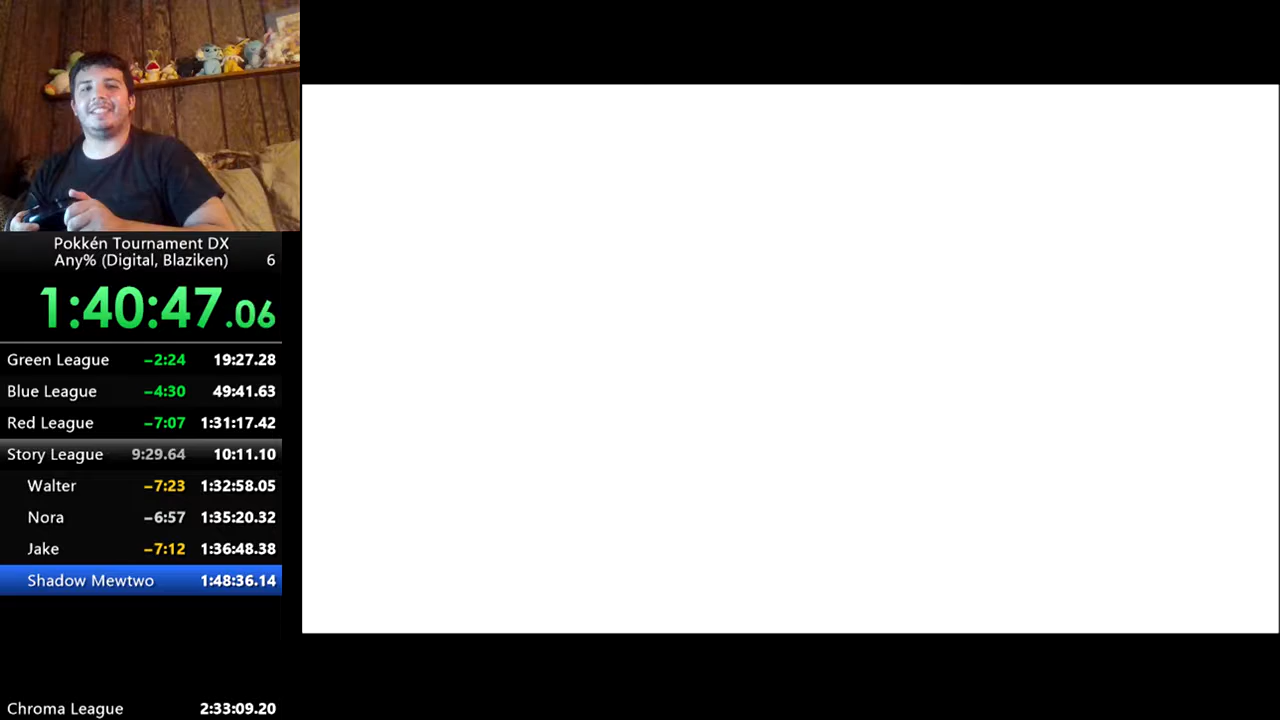 Pokkén Tournament DX
Any% (Digital, Blaziken) 6
1:40:47.06
Green League −2:24 19:27.28
Blue League −4:30 49:41.63
Red League −7:07 1:31:17.42
Story League 9:29.64 10:11.10
Walter −7:23 1:32:58.05
Nora −6:57 1:35:20.32
Jake −7:12 1:36:48.38
Shadow Mewtwo 1:48:36.14
Chroma League 2:33:09.20